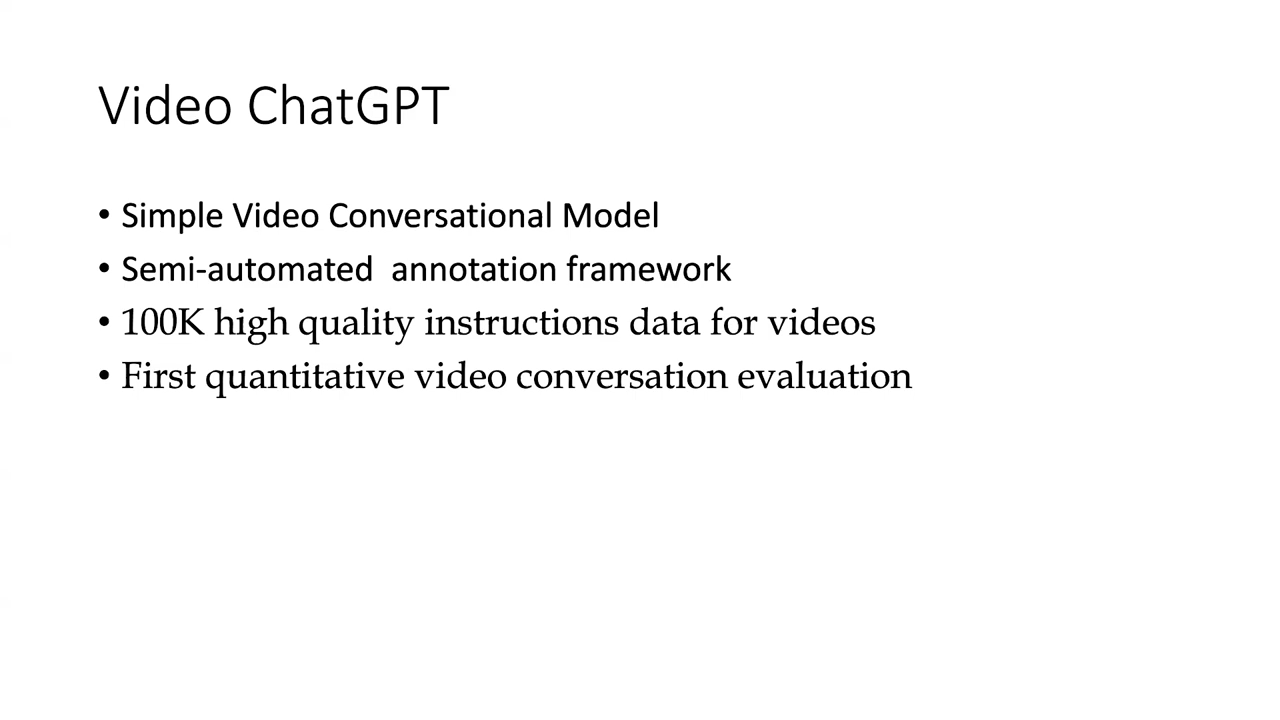 Video ChatGPT
• Simple Video Conversational Model
• Semi-automated  annotation framework
• 100K high quality instructions data for videos
• First quantitative video conversation evaluation